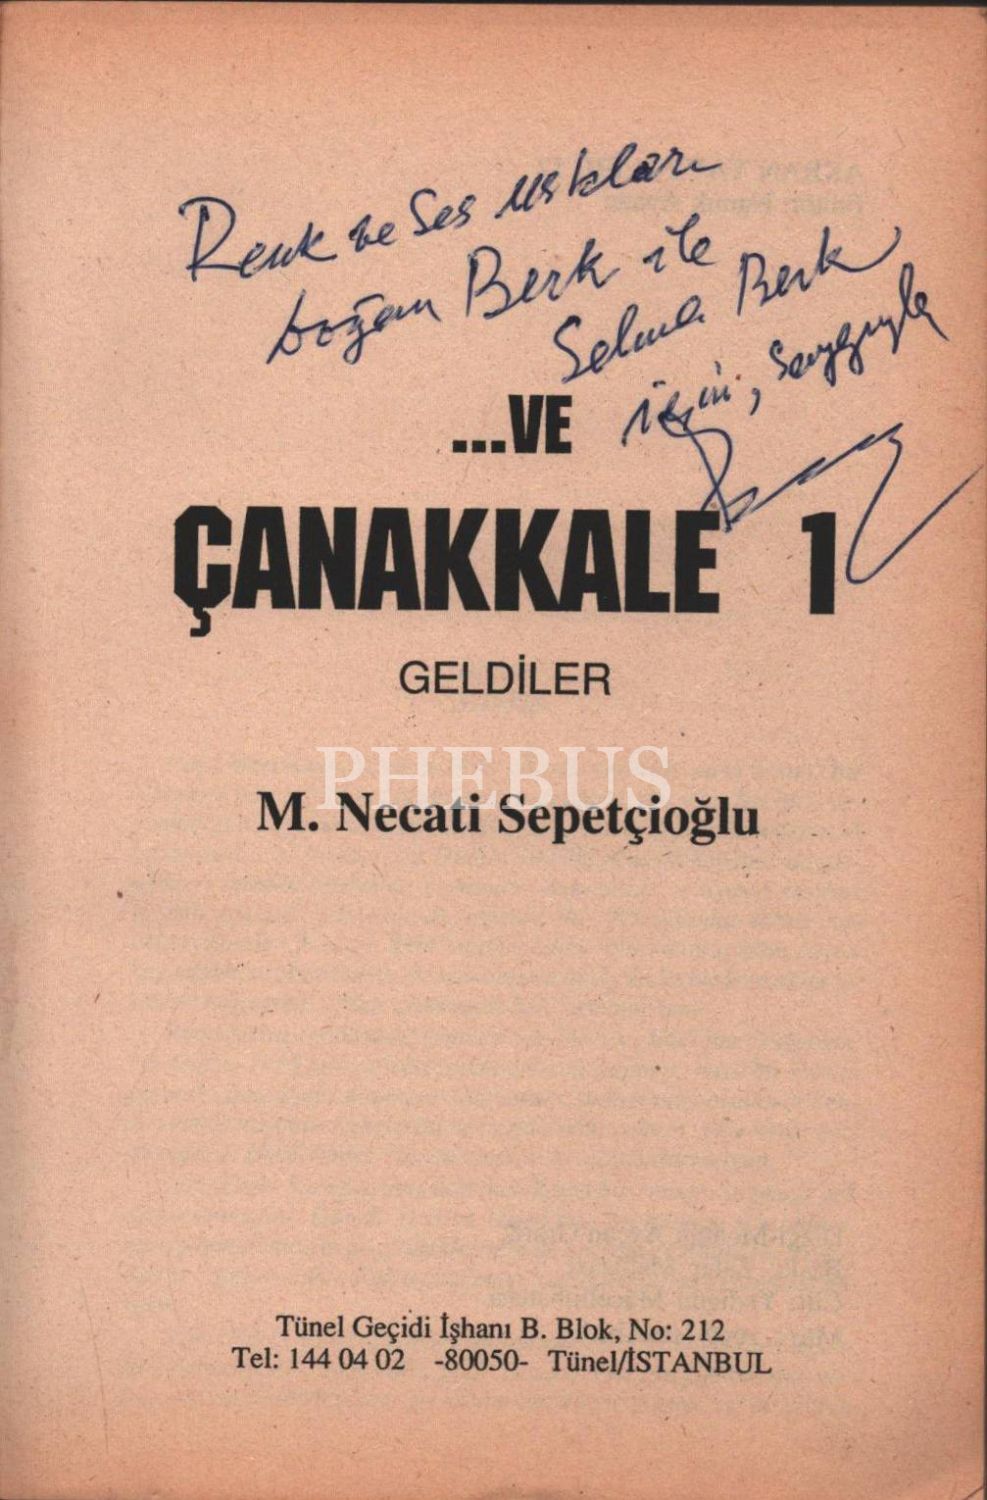 Renk ve Ses ustaları
Doğan Berk ile
Selma Berk
için, Saygıyla
...VE
ÇANAKKALE 1
GELDİLER
PHEBUS
M. Necati Sepetçioğlu
Tünel Geçidi İşhanı B. Blok, No: 212
Tel: 144 04 02 -80050- Tünel/İSTANBUL